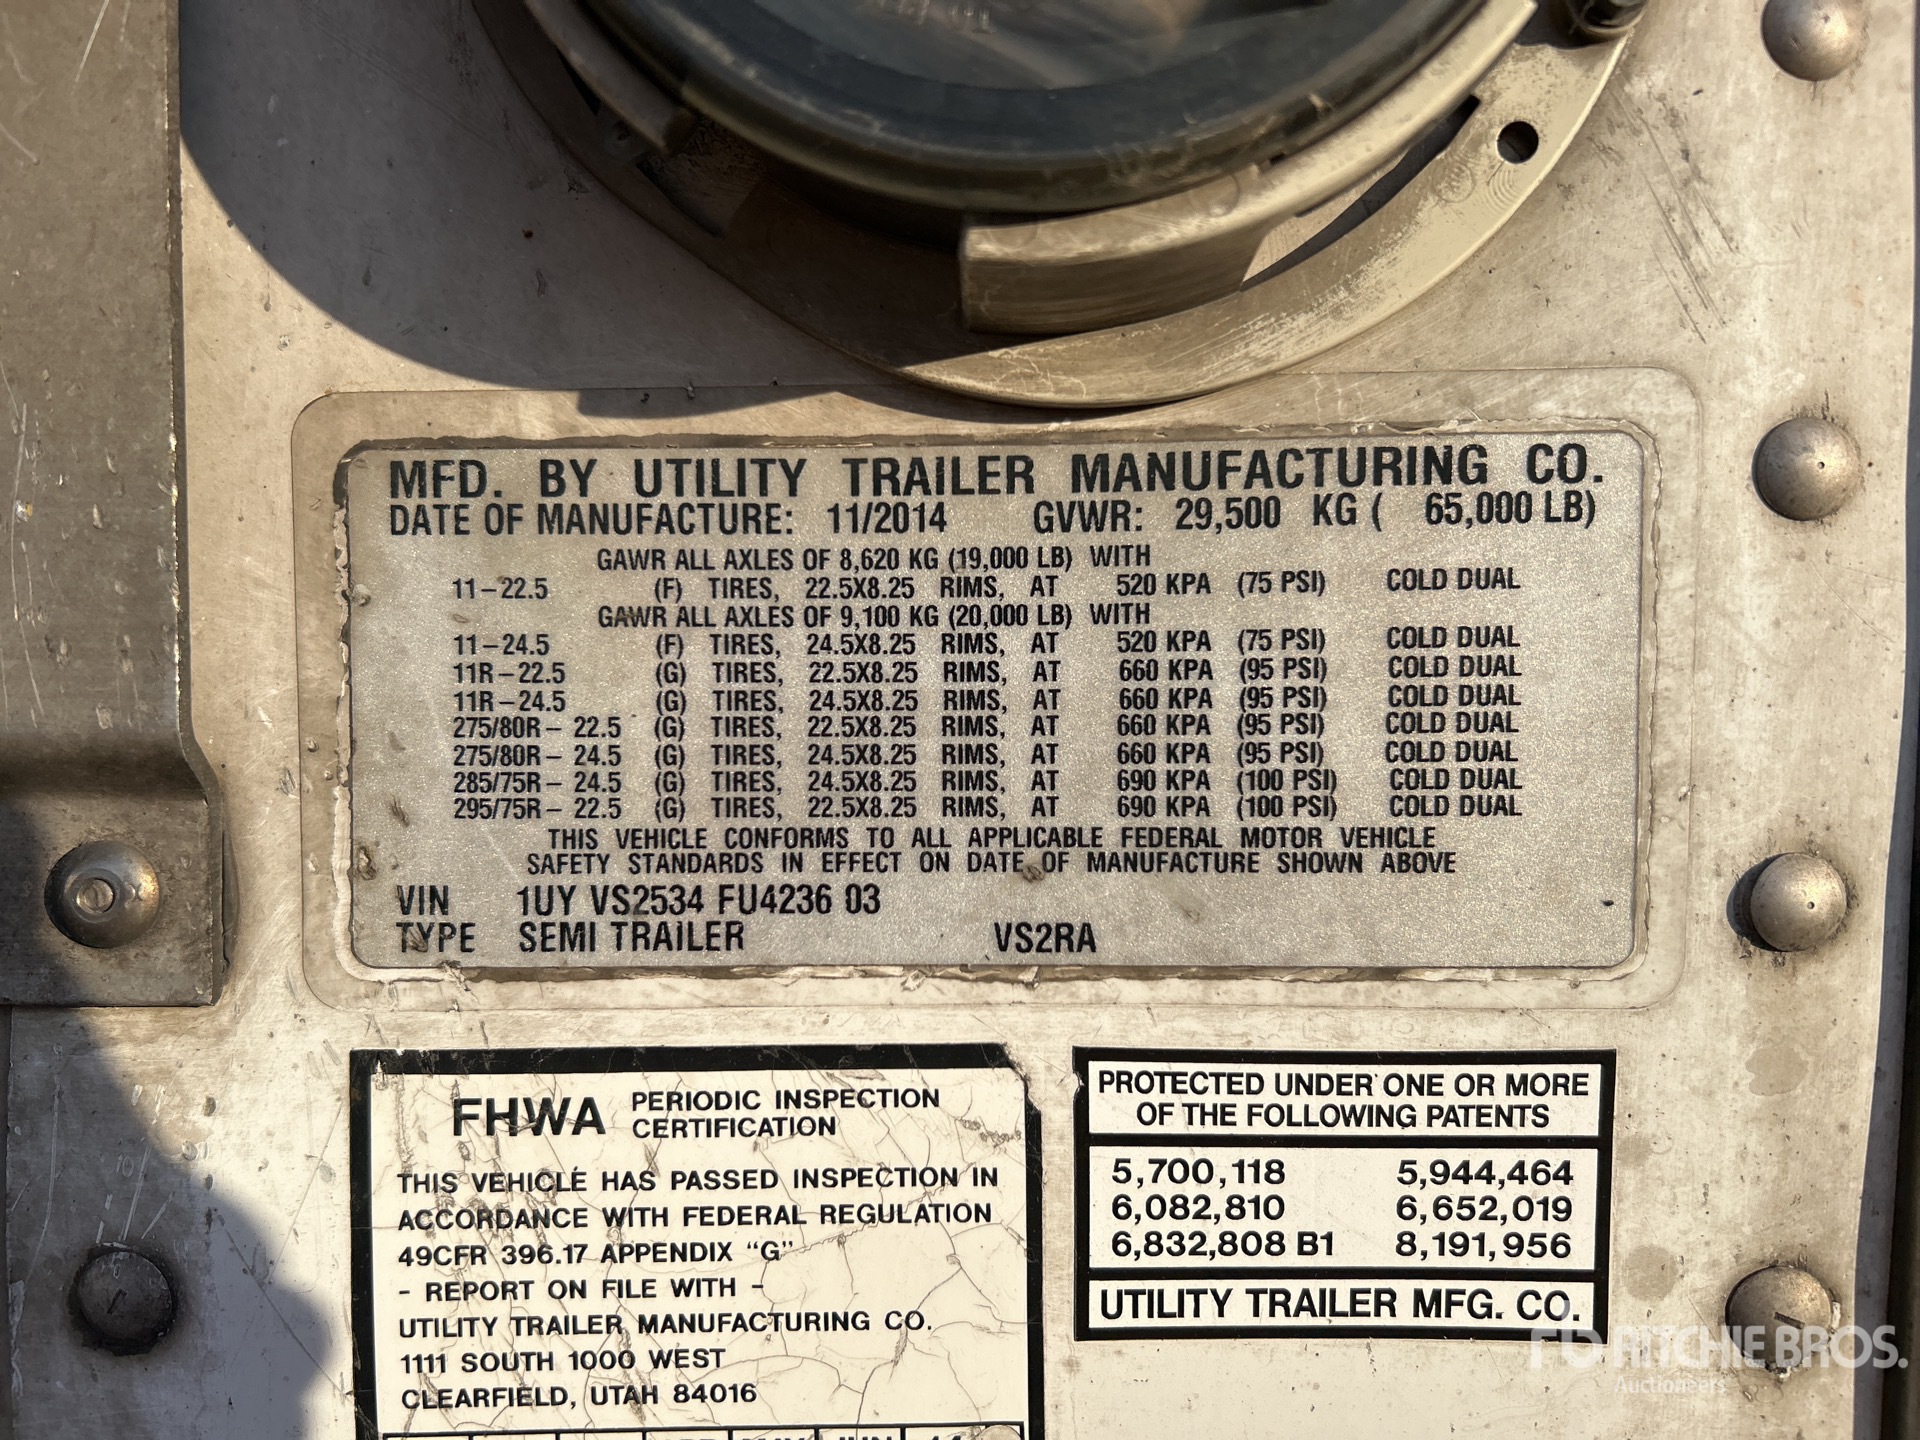 MFD. BY UTILITY TRAILER MANUFACTURING CO.
DATE OF MANUFACTURE: 11/2014 GVWR: 29,500 KG ( 65,000 LB)
GAWR ALL AXLES OF 8,620 KG (19,000 LB) WITH
11-22.5 (F) TIRES, 22.5X8.25 RIMS, AT 520 KPA (75 PSI) COLD DUAL
GAWR ALL AXLES OF 9,100 KG (20,000 LB) WITH
11-24.5 (F) TIRES, 24.5X8.25 RIMS, AT 520 KPA (75 PSI) COLD DUAL
11R-22.5 (G) TIRES, 22.5X8.25 RIMS, AT 660 KPA (95 PSI) COLD DUAL
11R-24.5 (G) TIRES, 24.5X8.25 RIMS, AT 660 KPA (95 PSI) COLD DUAL
275/80R- 22.5 (G) TIRES, 22.5X8.25 RIMS, AT 660 KPA (95 PSI) COLD DUAL
275/80R- 24.5 (G) TIRES, 24.5X8.25 RIMS, AT 660 KPA (95 PSI) COLD DUAL
285/75R- 24.5 (G) TIRES, 24.5X8.25 RIMS, AT 690 KPA (100 PSI) COLD DUAL
295/75R- 22.5 (G) TIRES, 22.5X8.25 RIMS, AT 690 KPA (100 PSI) COLD DUAL
THIS VEHICLE CONFORMS TO ALL APPLICABLE FEDERAL MOTOR VEHICLE
SAFETY STANDARDS IN EFFECT ON DATE OF MANUFACTURE SHOWN ABOVE
VIN 1UY VS2534 FU4236 03
TYPE SEMI TRAILER VS2RA
FHWA PERIODIC INSPECTION
CERTIFICATION
THIS VEHICLE HAS PASSED INSPECTION IN
ACCORDANCE WITH FEDERAL REGULATION
49CFR 396.17 APPENDIX "G"
- REPORT ON FILE WITH -
UTILITY TRAILER MANUFACTURING CO.
1111 SOUTH 1000 WEST
CLEARFIELD, UTAH 84016
PROTECTED UNDER ONE OR MORE
OF THE FOLLOWING PATENTS
5,700,118 5,944,464
6,082,810 6,652,019
6,832,808 B1 8,191,956
UTILITY TRAILER MFG. CO.
RITCHIE BROS.
Auctioneers